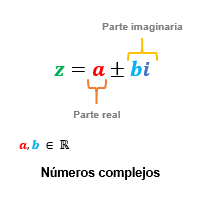 Parte imaginaria
z = a ± bi
Parte real
a, b ∈ ℝ
Números complejos